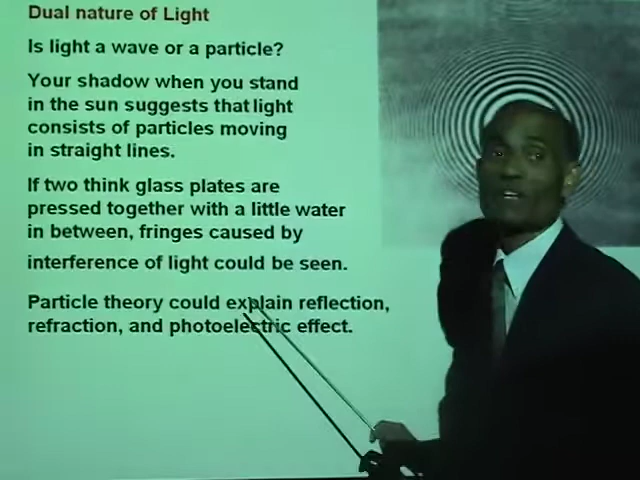 Dual nature of Light
Is light a wave or a particle?
Your shadow when you stand
in the sun suggests that light
consists of particles moving
in straight lines.
If two think glass plates are
pressed together with a little water
in between, fringes caused by
interference of light could be seen.
Particle theory could explain reflection,
refraction, and photoelectric effect.